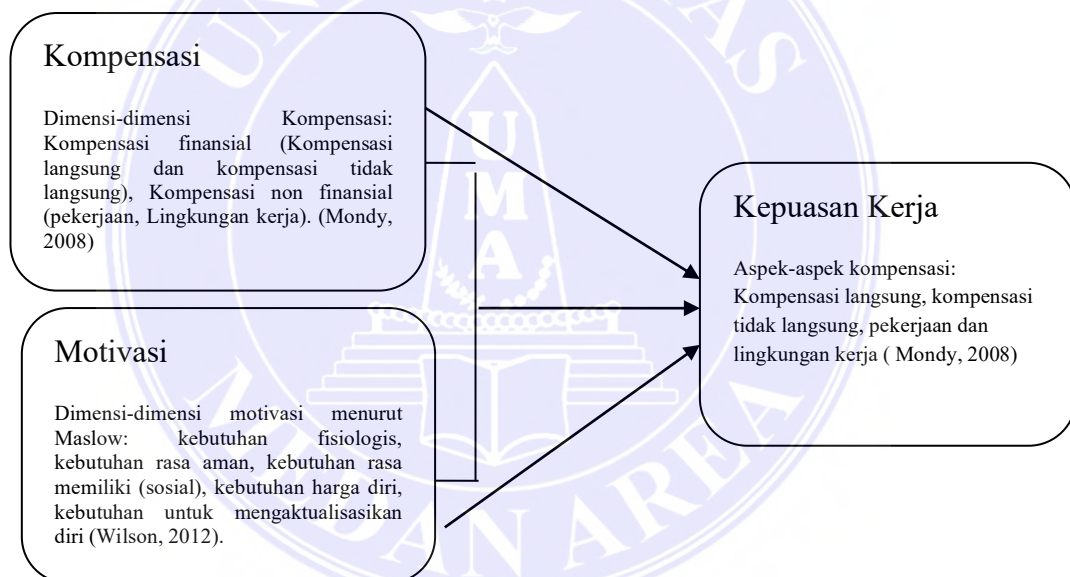 Kompensasi
Dimensi-dimensi Kompensasi:
Kompensasi finansial (Kompensasi
langsung dan kompensasi tidak
langsung), Kompensasi non finansial
(pekerjaan, Lingkungan kerja). (Mondy,
2008)
Motivasi
Dimensi-dimensi motivasi menurut
Maslow: kebutuhan fisiologis,
kebutuhan rasa aman, kebutuhan rasa
memiliki (sosial), kebutuhan harga diri,
kebutuhan untuk mengaktualisasikan
diri (Wilson, 2012).
Kepuasan Kerja
Aspek-aspek kompensasi:
Kompensasi langsung, kompensasi
tidak langsung, pekerjaan dan
lingkungan kerja ( Mondy, 2008)
UMA
MEDAN AREA